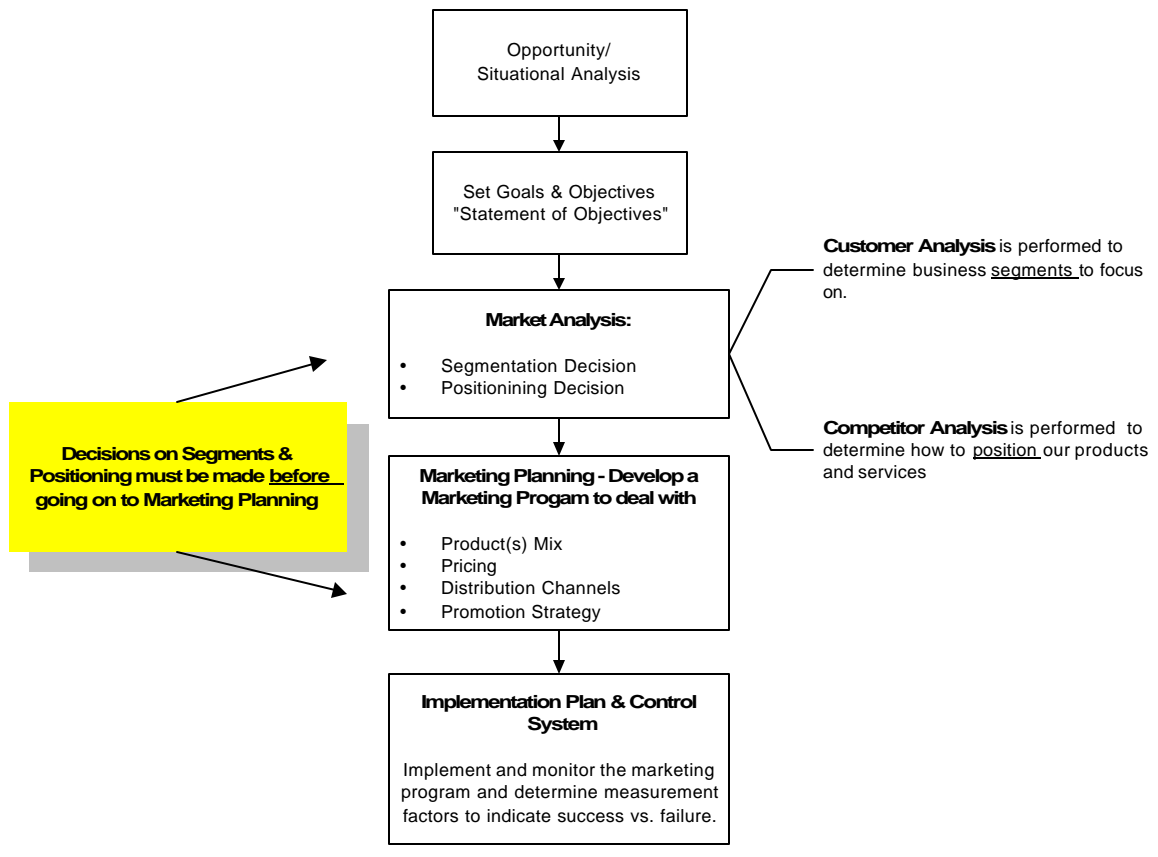 Opportunity/
Situational Analysis
Set Goals & Objectives
"Statement of Objectives"
Customer Analysis is performed to
determine business segments to focus
on.
Market Analysis:
• Segmentation Decision
• Positionining Decision
Decisions on Segments &
Positioning must be made before
going on to Marketing Planning
Competitor Analysis is performed to
determine how to position our products
and services
Marketing Planning - Develop a
Marketing Progam to deal with
• Product(s) Mix
• Pricing
• Distribution Channels
• Promotion Strategy
Implementation Plan & Control
System
Implement and monitor the marketing
program and determine measurement
factors to indicate success vs. failure.